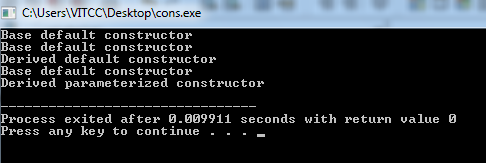 C:\Users\VITCC\Desktop\cons.exe
Base default constructor
Base default constructor
Derived default constructor
Base default constructor
Derived parameterized constructor
--------------------------------
Process exited after 0.009911 seconds with return value 0
Press any key to continue . . . _